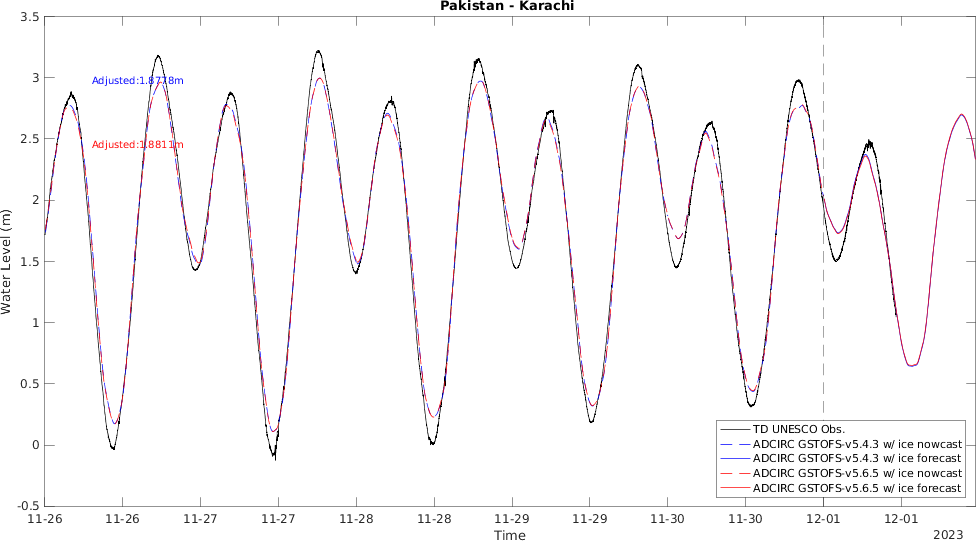 Pakistan - Karachi
3.5
3
2.5
2
1.5
1
0.5
0
-0.5
Water Level (m)
Adjusted:1.8778m
Adjusted:1.8811m
TD UNESCO Obs.
ADCIRC GSTOFS-v5.4.3 w/ ice nowcast
ADCIRC GSTOFS-v5.4.3 w/ ice forecast
ADCIRC GSTOFS-v5.6.5 w/ ice nowcast
ADCIRC GSTOFS-v5.6.5 w/ ice forecast
11-26 11-26 11-27 11-27 11-28 11-28 11-29 11-29 11-30 11-30 12-01 12-01
Time
2023